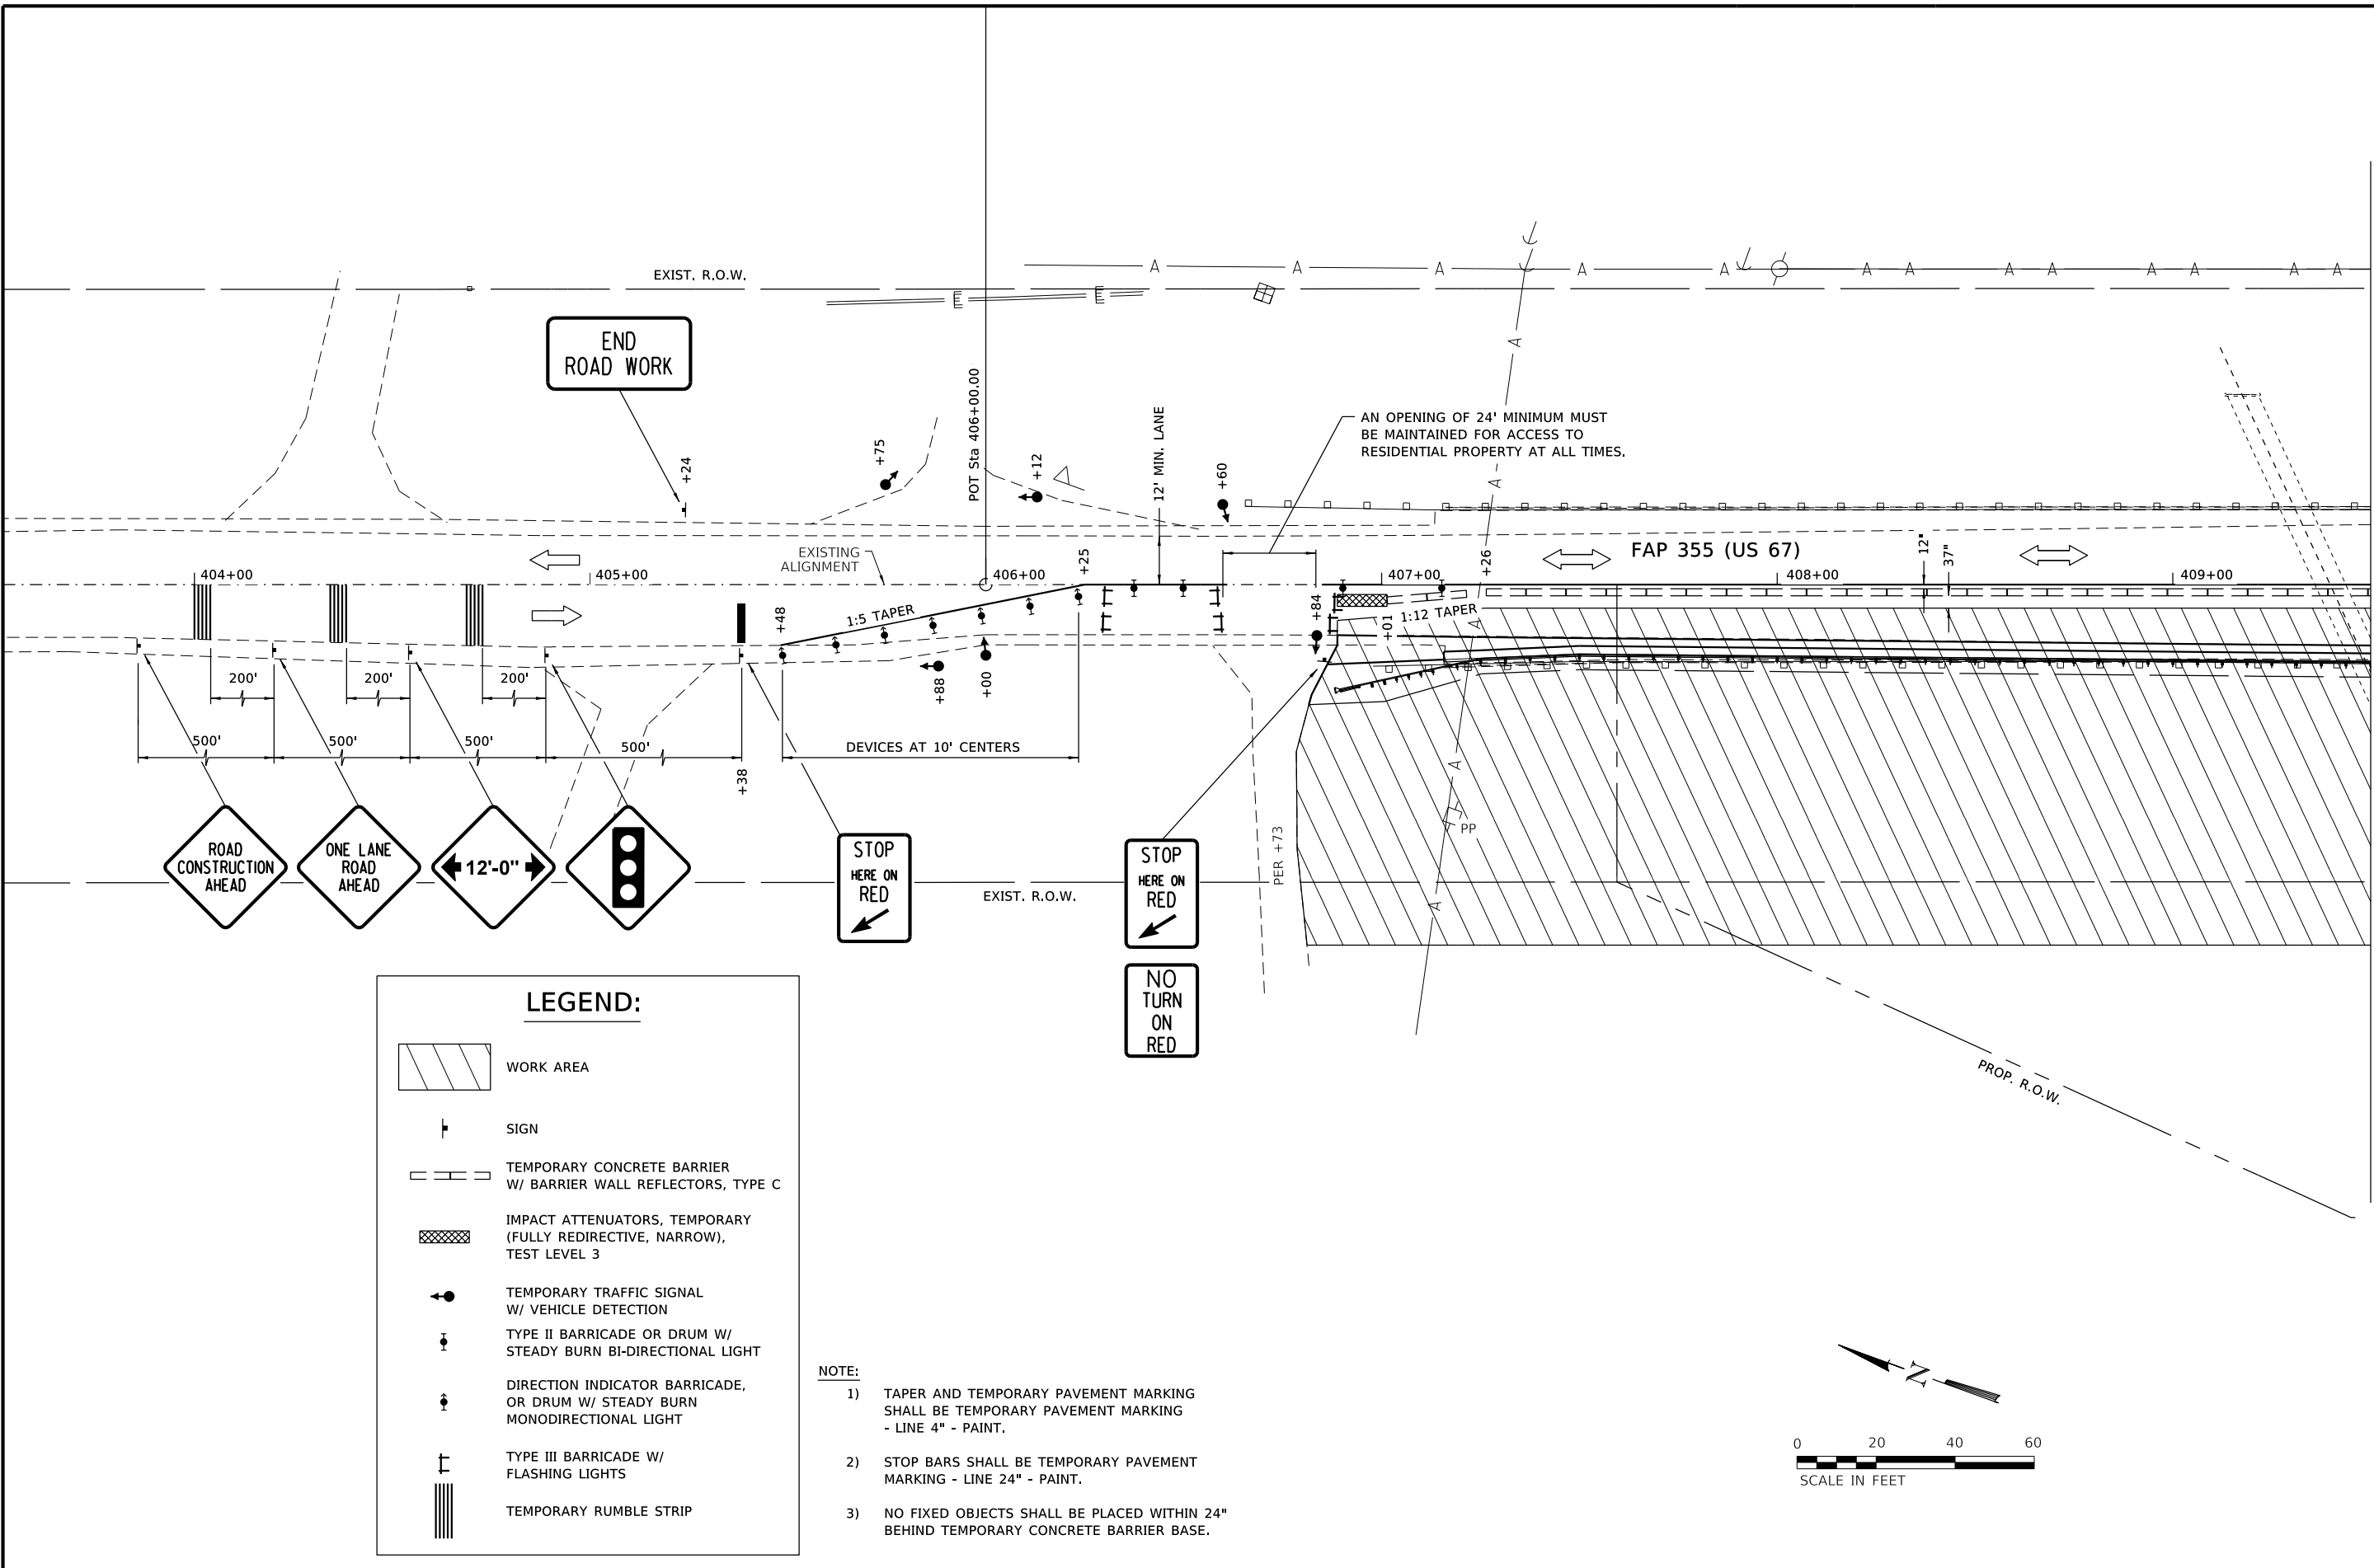 EXIST. R.O.W.
A A A A A A A A A A A A A
E E
END
ROAD WORK
A
+24
+75
POT Sta 406+00.00
+12
12' MIN. LANE
+60
AN OPENING OF 24' MINIMUM MUST
BE MAINTAINED FOR ACCESS TO
RESIDENTIAL PROPERTY AT ALL TIMES.
A
EXISTING
ALIGNMENT
+25
+26
FAP 355 (US 67)
12"
37"
404+00
405+00
406+00
407+00
408+00
409+00
+48
1:5 TAPER
+84
+01
1:12 TAPER
A
200'
200'
200'
+88
+00
500'
500'
500'
500'
+38
DEVICES AT 10' CENTERS
A
A
PP
PER +73
ROAD
CONSTRUCTION
AHEAD
ONE LANE
ROAD
AHEAD
12'-0"
STOP
HERE ON
RED
STOP
HERE ON
RED
EXIST. R.O.W.
A
NO
TURN
ON
RED
PROP. R.O.W.
LEGEND:
WORK AREA
SIGN
TEMPORARY CONCRETE BARRIER
W/ BARRIER WALL REFLECTORS, TYPE C
IMPACT ATTENUATORS, TEMPORARY
(FULLY REDIRECTIVE, NARROW),
TEST LEVEL 3
TEMPORARY TRAFFIC SIGNAL
W/ VEHICLE DETECTION
TYPE II BARRICADE OR DRUM W/
STEADY BURN BI-DIRECTIONAL LIGHT
DIRECTION INDICATOR BARRICADE,
OR DRUM W/ STEADY BURN
MONODIRECTIONAL LIGHT
TYPE III BARRICADE W/
FLASHING LIGHTS
TEMPORARY RUMBLE STRIP
NOTE:
1) TAPER AND TEMPORARY PAVEMENT MARKING
SHALL BE TEMPORARY PAVEMENT MARKING
- LINE 4" - PAINT.
2) STOP BARS SHALL BE TEMPORARY PAVEMENT
MARKING - LINE 24" - PAINT.
3) NO FIXED OBJECTS SHALL BE PLACED WITHIN 24"
BEHIND TEMPORARY CONCRETE BARRIER BASE.
N
0 20 40 60
SCALE IN FEET